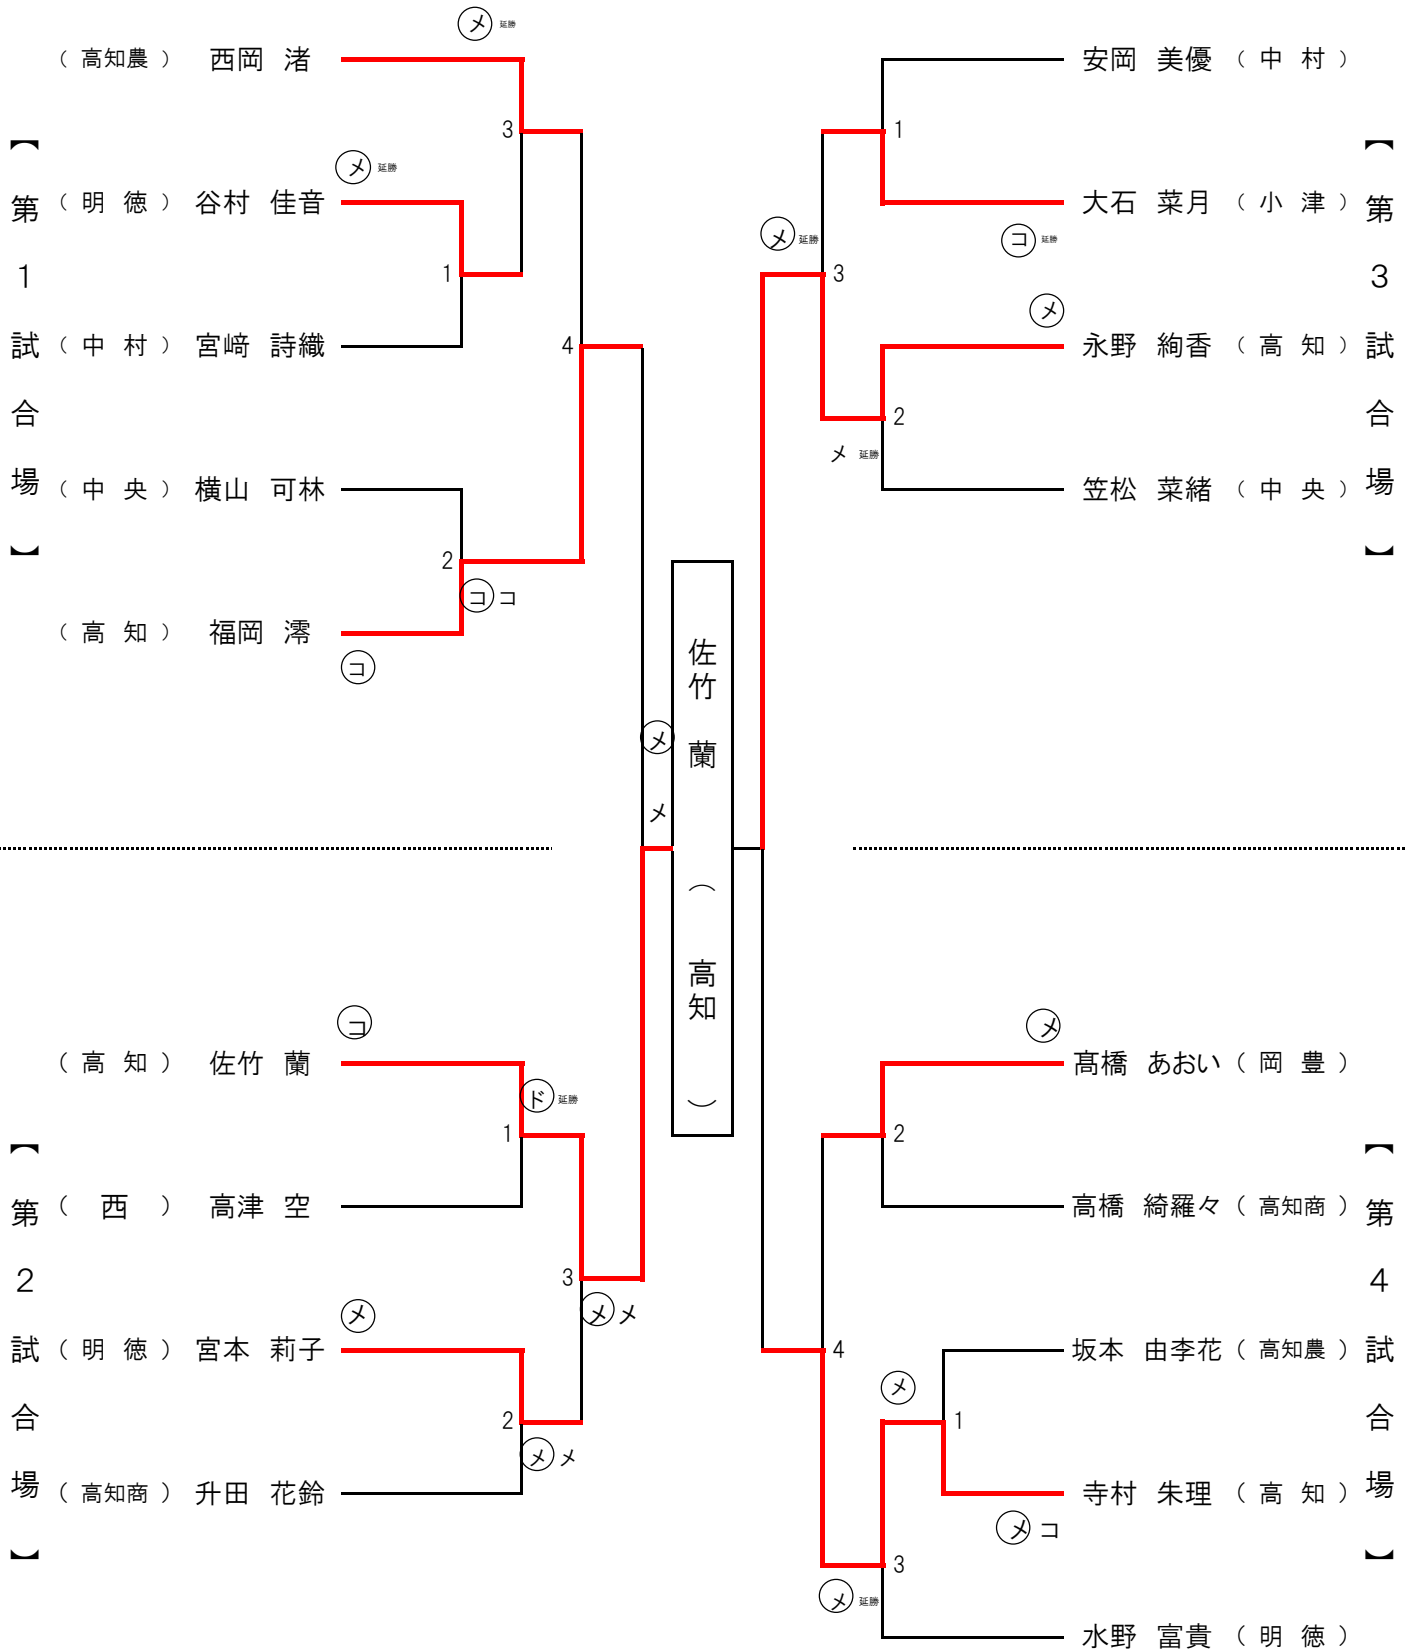 メ 延勝
（ 高知農 ） 西岡 渚
3
【第1試合場】
メ 延勝
（ 明 徳 ） 谷村 佳音
1
（ 中 村 ） 宮﨑 詩織
4
（ 中 央 ） 横山 可林
2
コ コ
（ 高 知 ） 福岡 澪
コ
安岡 美優 （ 中 村 ）
1
【第3試合場】
大石 菜月 （ 小 津 ）
コ 延勝
メ 延勝
3
メ
永野 絢香 （ 高 知 ）
2
メ 延勝
笠松 菜緒 （ 中 央 ）
佐竹 蘭 （ 高知 ）
メ
メ
コ
（ 高 知 ） 佐竹 蘭
ド 延勝
1
【第2試合場】
（ 西 ） 高津 空
3
メ メ
メ
（ 明 徳 ） 宮本 莉子
2
メ メ
（ 高知商 ） 升田 花鈴
メ
髙橋 あおい （ 岡 豊 ）
2
【第4試合場】
高橋 綺羅々 （ 高知商 ）
4
坂本 由李花 （ 高知農 ）
メ
1
寺村 朱理 （ 高 知 ）
メ コ
3
メ 延勝
水野 富貴 （ 明 徳 ）